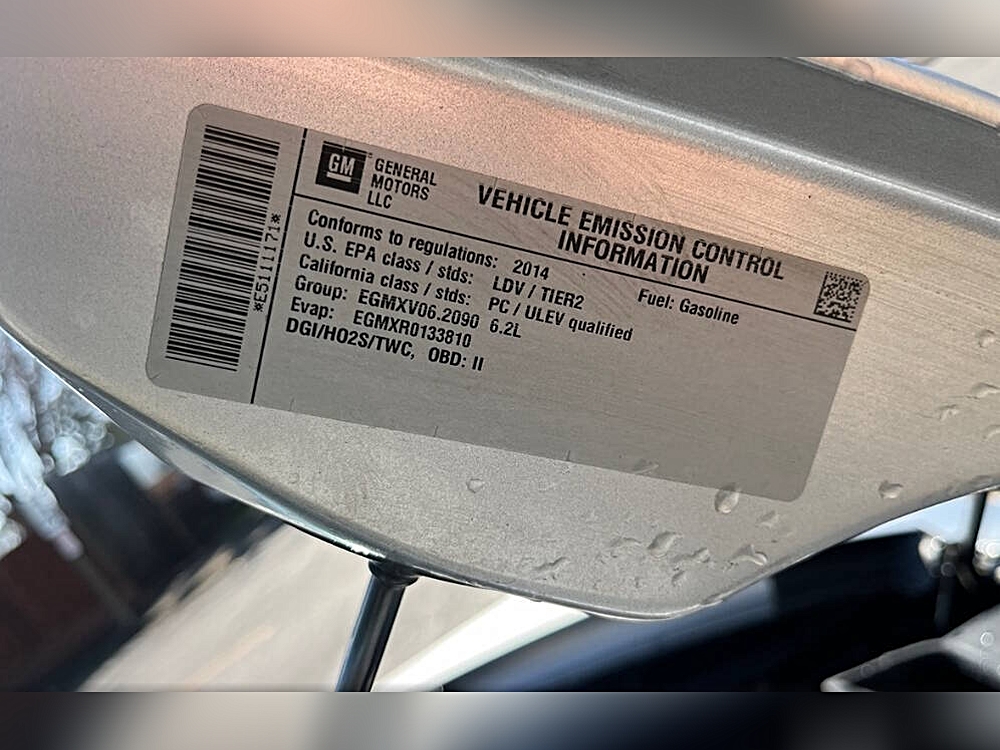 *E5111171*
GM
GENERAL
MOTORS
LLC
VEHICLE EMISSION CONTROL
INFORMATION
Conforms to regulations: 2014 Fuel: Gasoline
U.S. EPA class / stds: LDV / TIER2
California class / stds: PC / ULEV qualified
Group: EGMXV06.2090 6.2L
Evap: EGMXR0133810
DGI/HO2S/TWC, OBD: II